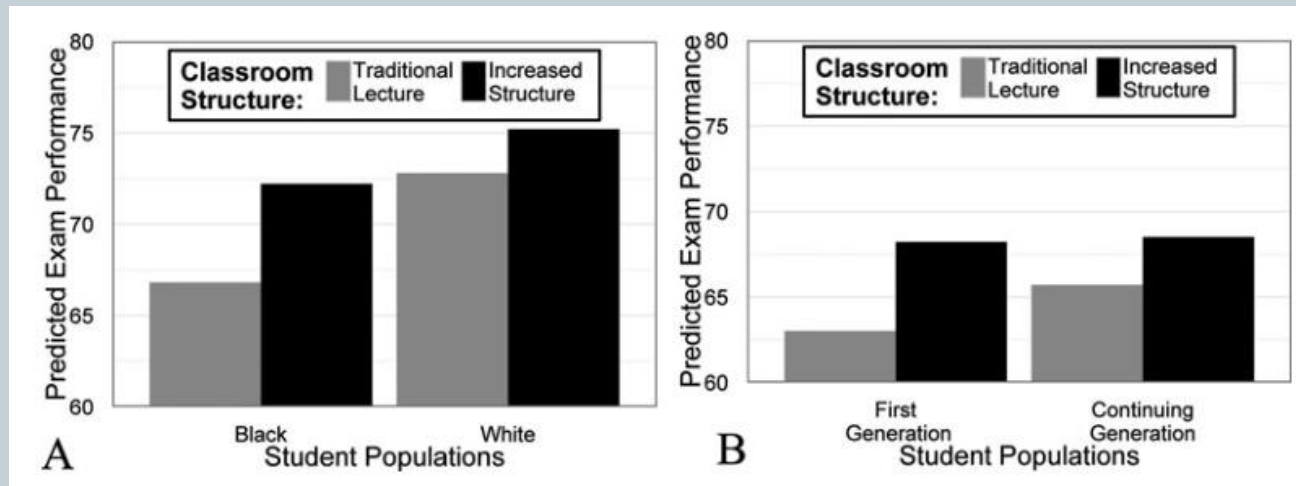 80
75
70
65
60
Predicted Exam Performance
Classroom Structure:
Traditional Lecture
Increased Structure
Black
White
Student Populations
A
80
75
70
65
60
Predicted Exam Performance
Classroom Structure:
Traditional Lecture
Increased Structure
First Generation
Continuing Generation
Student Populations
B